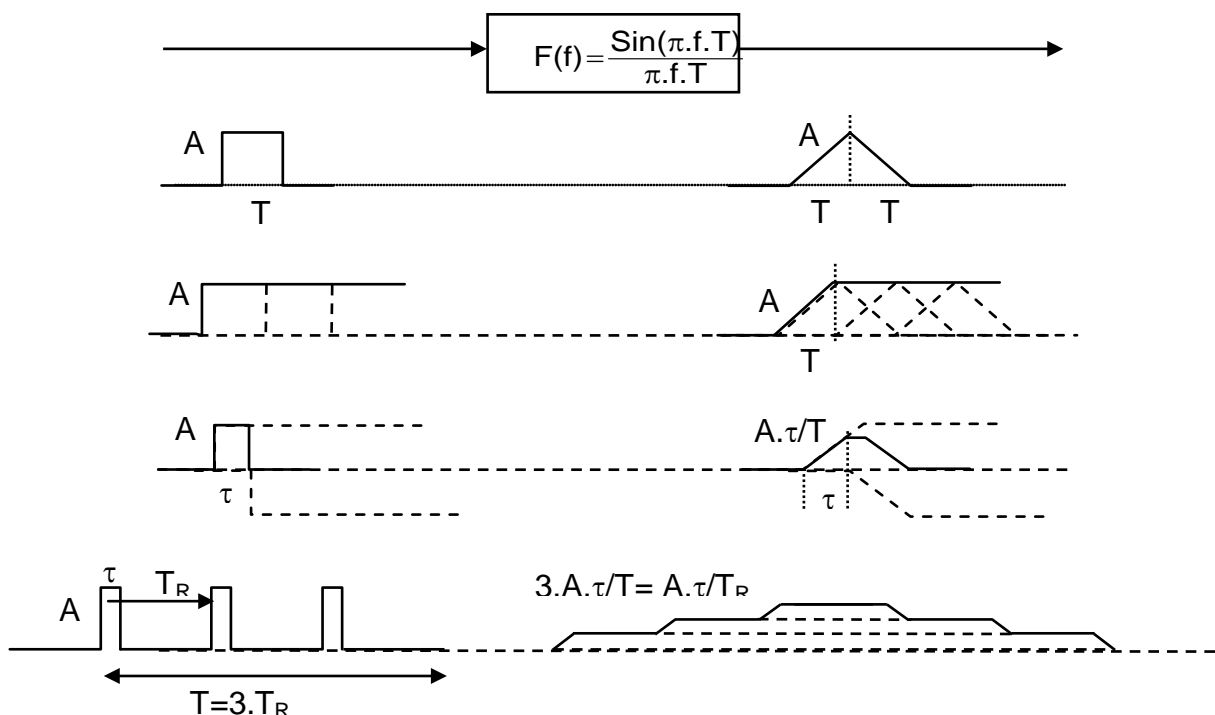 F(f)=Sin(π.f.T)/π.f.T
A
A
T
T T
A
A
T
A
A.τ/T
τ
τ
τ
T_R
3.A.τ/T= A.τ/T_R
A
T=3.T_R